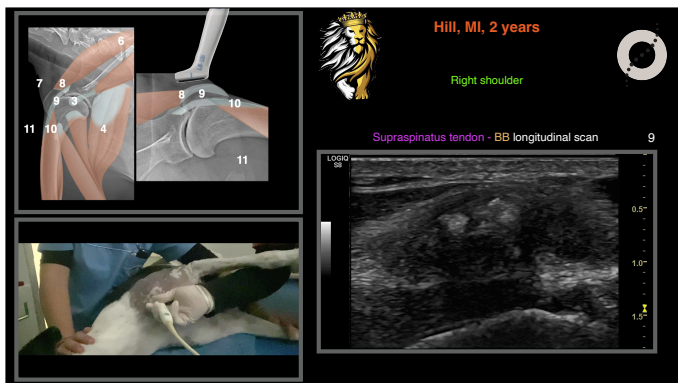 Hill, MI, 2 years
Right shoulder
Supraspinatus tendon - BB longitudinal scan 9
6
7 8
9 3
11 10 4
8 9
10
11
LOGIQ
S8
0.5
1.0
1.5